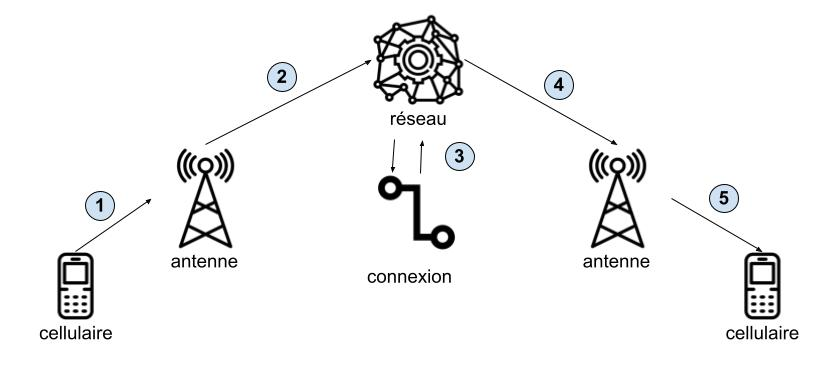 2
4
réseau
3
1
5
antenne
antenne
connexion
cellulaire
cellulaire